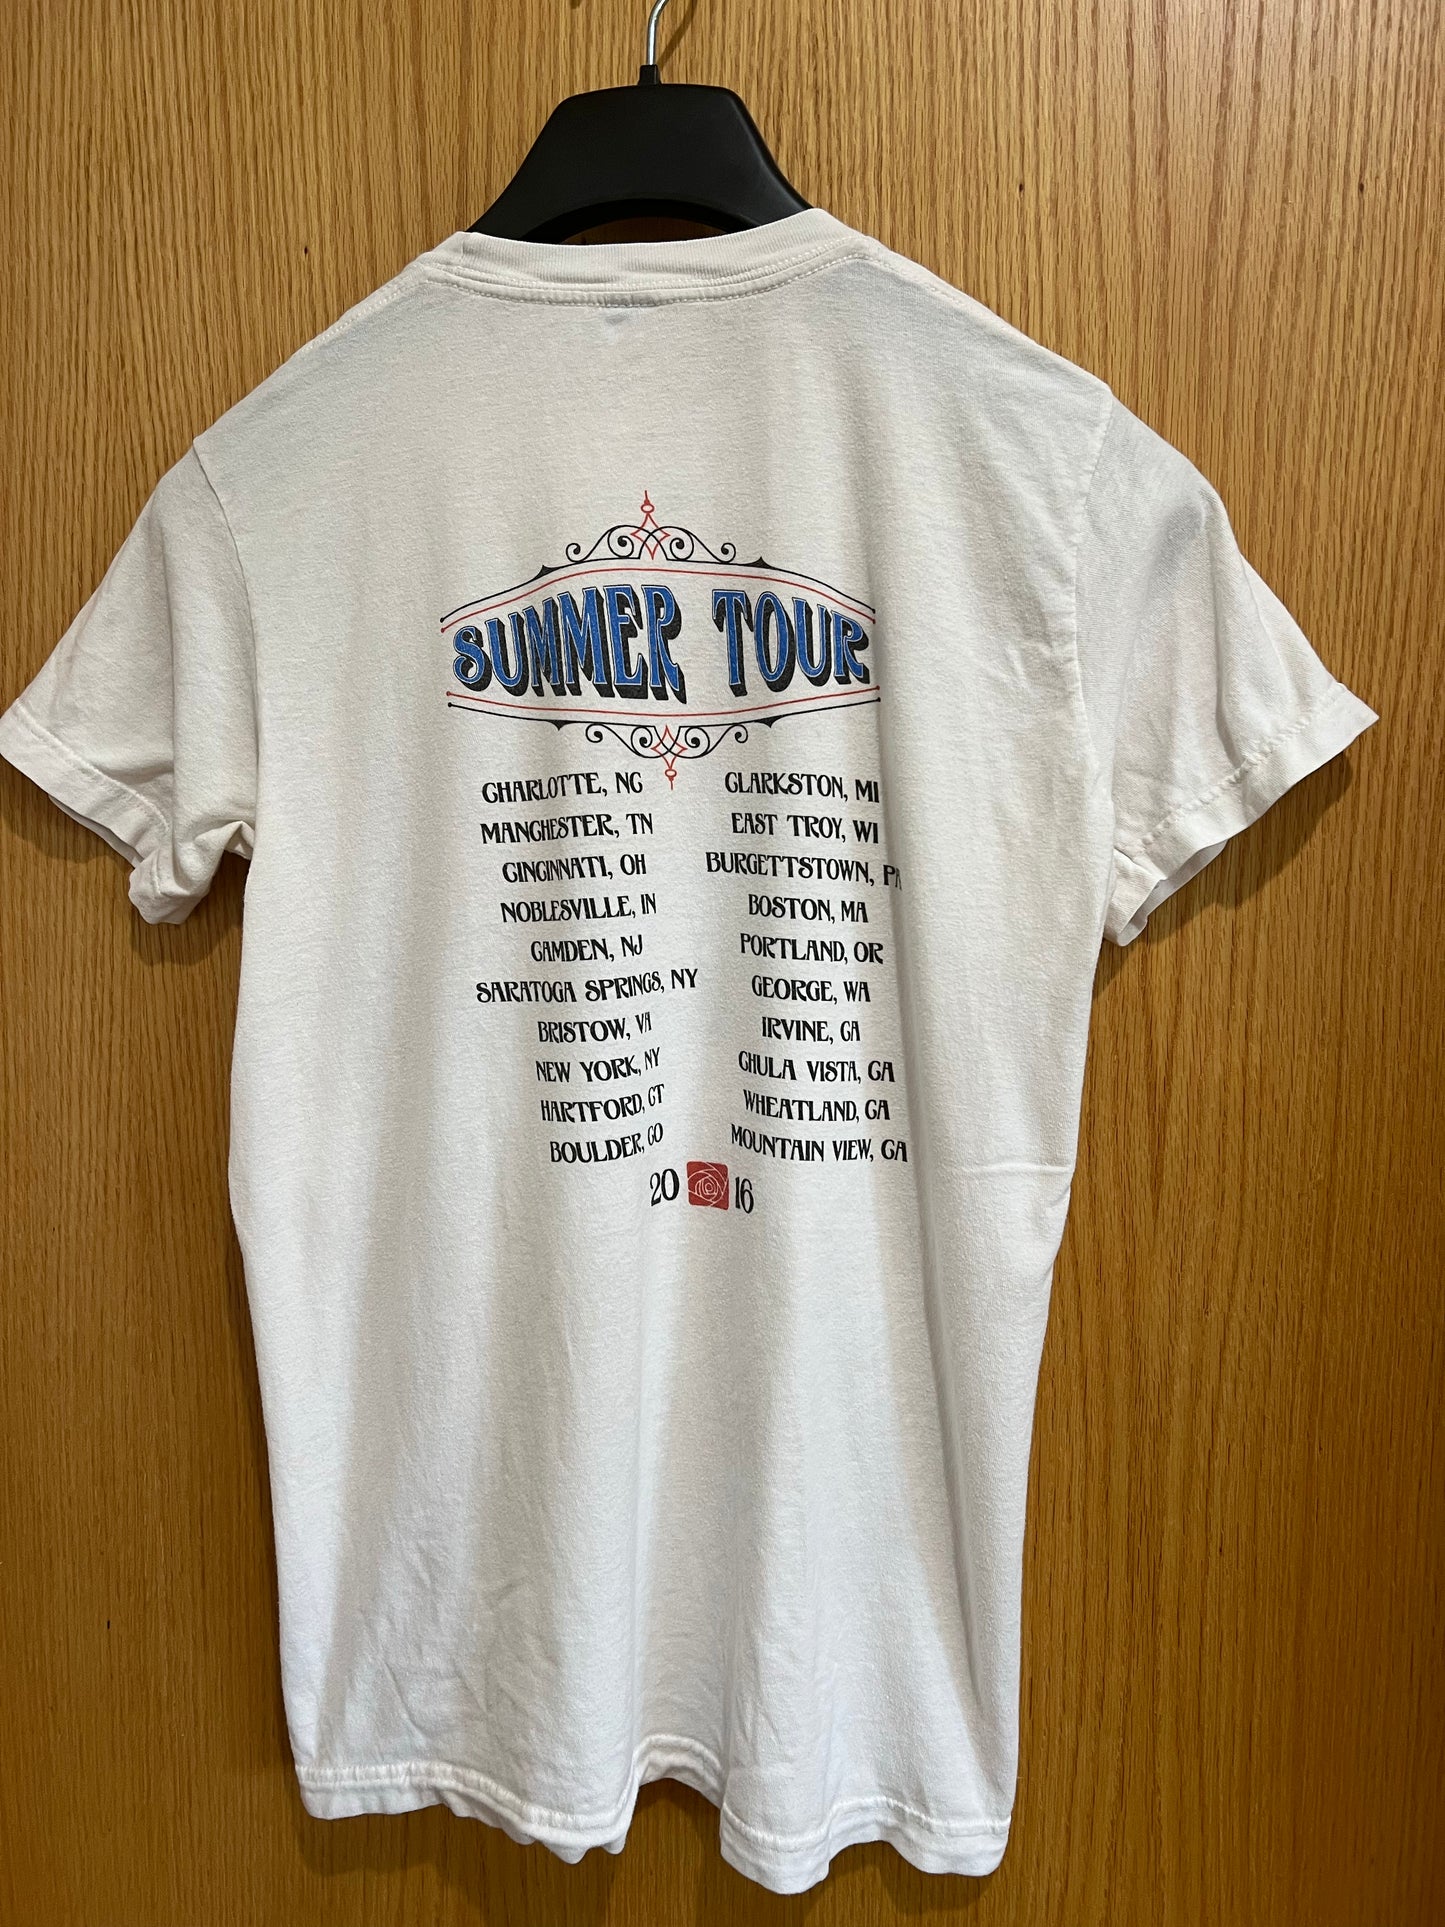 SUMMER TOUR
CHARLOTTE, NC
MANCHESTER, TN
CINCINNATI, OH
NOBLESVILLE, IN
CAMDEN, NJ
SARATOGA SPRINGS, NY
BRISTOW, VA
NEW YORK, NY
HARTFORD, CT
BOULDER, CO
CLARKSTON, MI
EAST TROY, WI
BURGETTSTOWN, PA
BOSTON, MA
PORTLAND, OR
GEORGE, WA
IRVINE, CA
CHULA VISTA, CA
WHEATLAND, CA
MOUNTAIN VIEW, CA
20 16